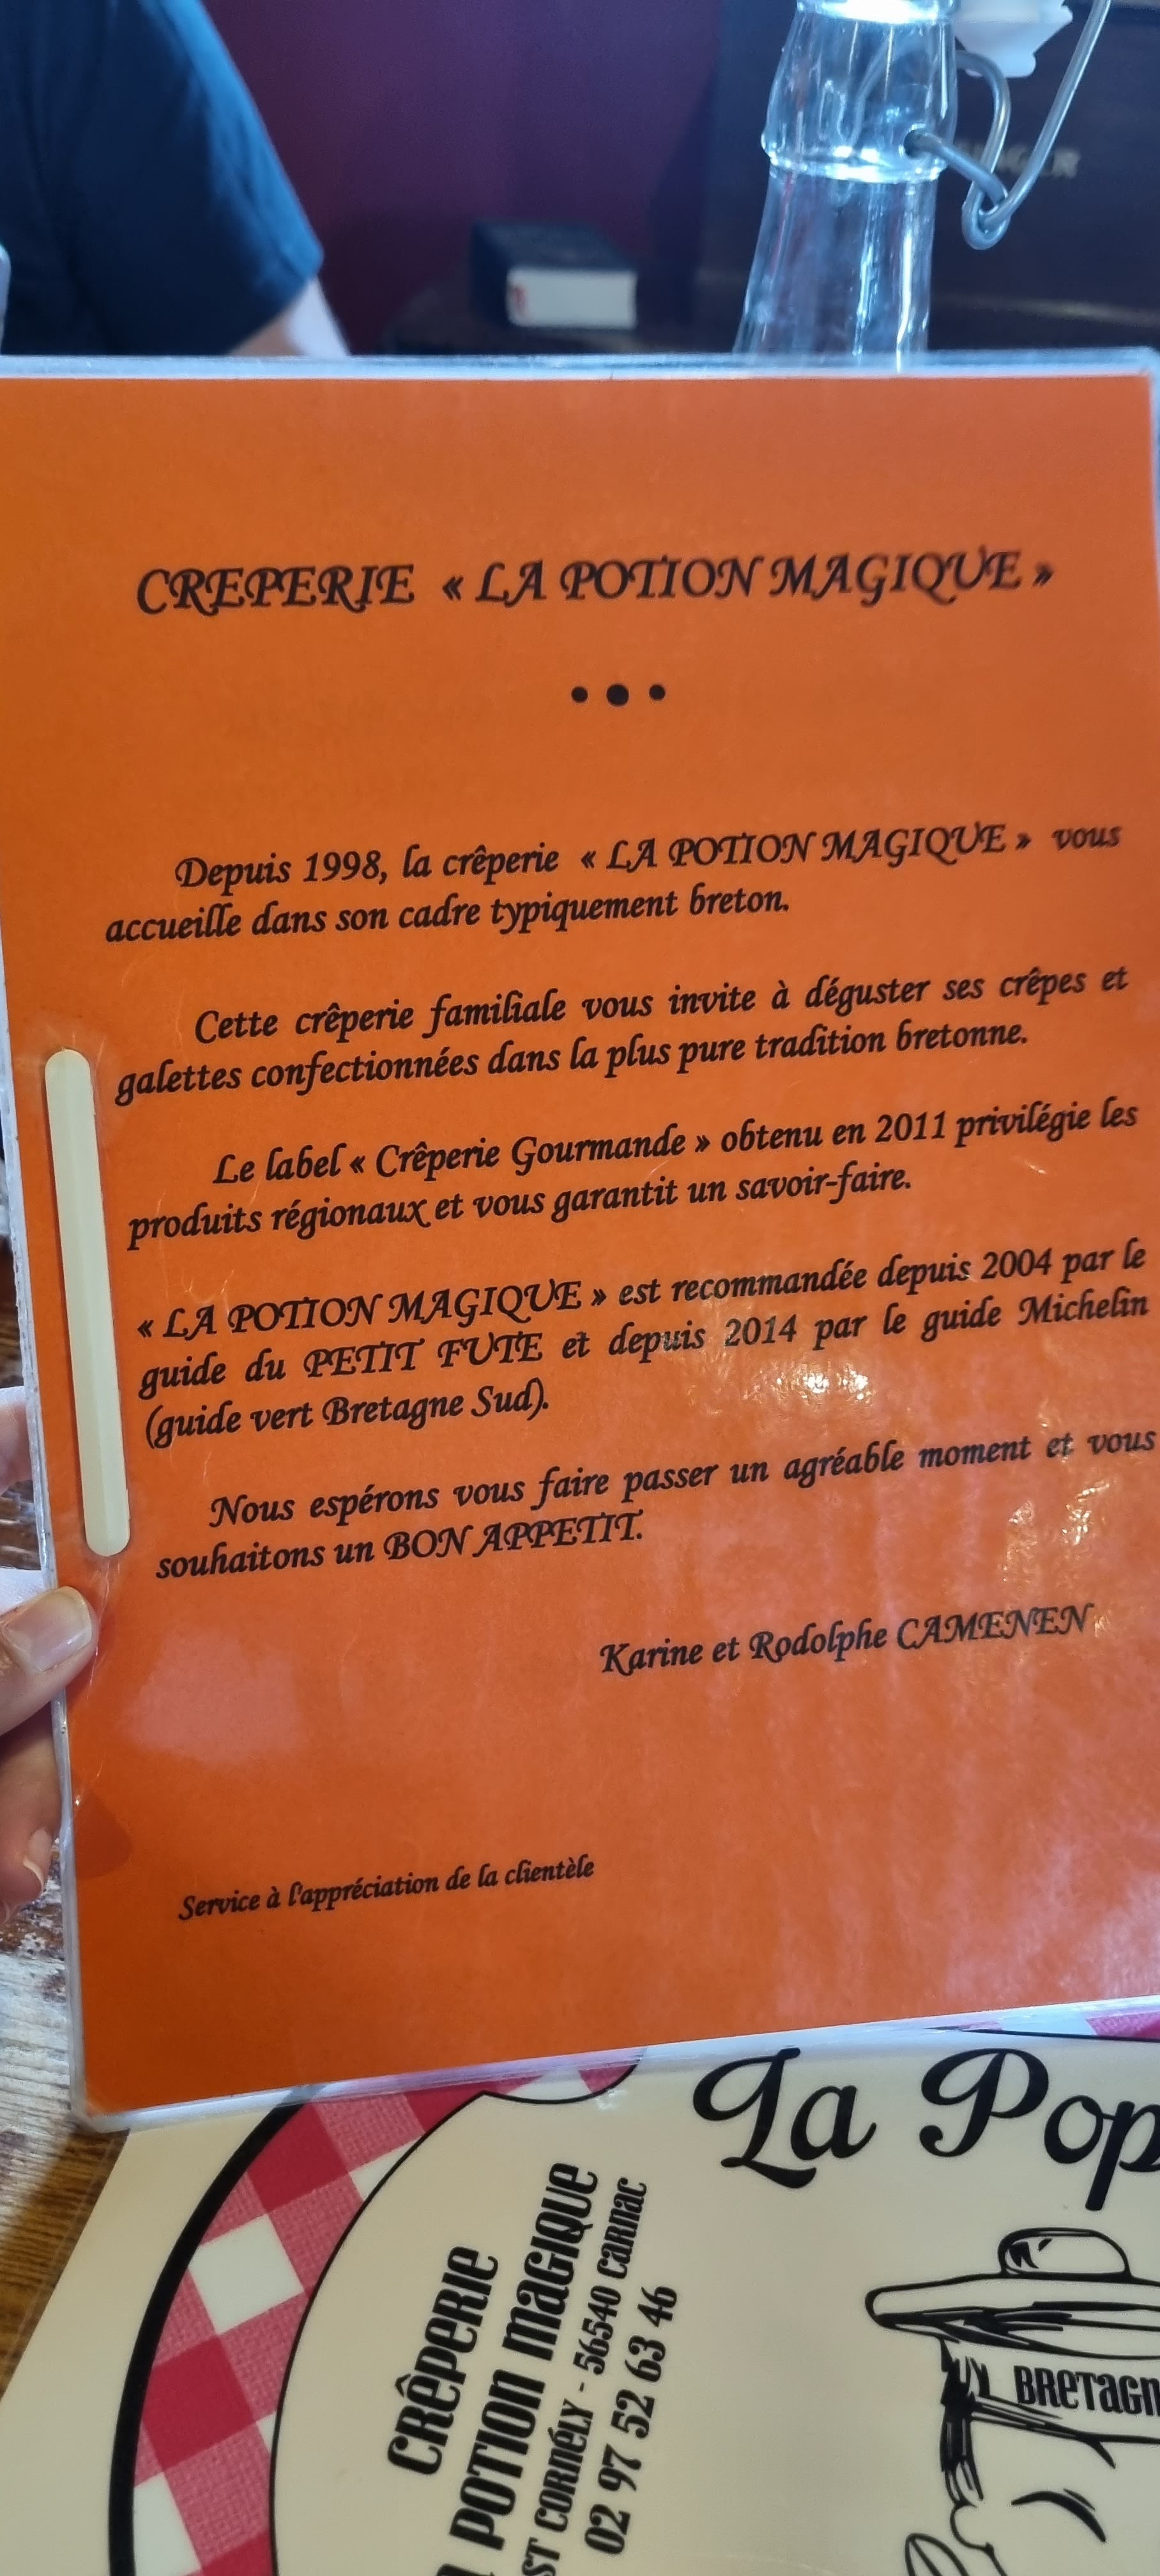 CREPERIE « LA POTION MAGIQUE »
Depuis 1998, la crêperie « LA POTION MAGIQUE » vous
accueille dans son cadre typiquement breton.
Cette crêperie familiale vous invite à déguster ses crêpes et
galettes confectionnées dans la plus pure tradition bretonne.
Le label « Crêperie Gourmande » obtenu en 2011 privilégie les
produits régionaux et vous garantit un savoir-faire.
« LA POTION MAGIQUE » est recommandée depuis 2004 par le
guide du PETIT FUTE et depuis 2014 par le guide Michelin
(guide vert Bretagne Sud).
Nous espérons vous faire passer un agréable moment et vous
souhaitons un BON APPETIT.
Karine et Rodolphe CAMENEN
Service à l'appréciation de la clientèle
La Pop
CRÊPERIE
POTION MAGIQUE
ST CORNÉLY - 56540 CARNAC
02 97 52 63 46
BRETAGN